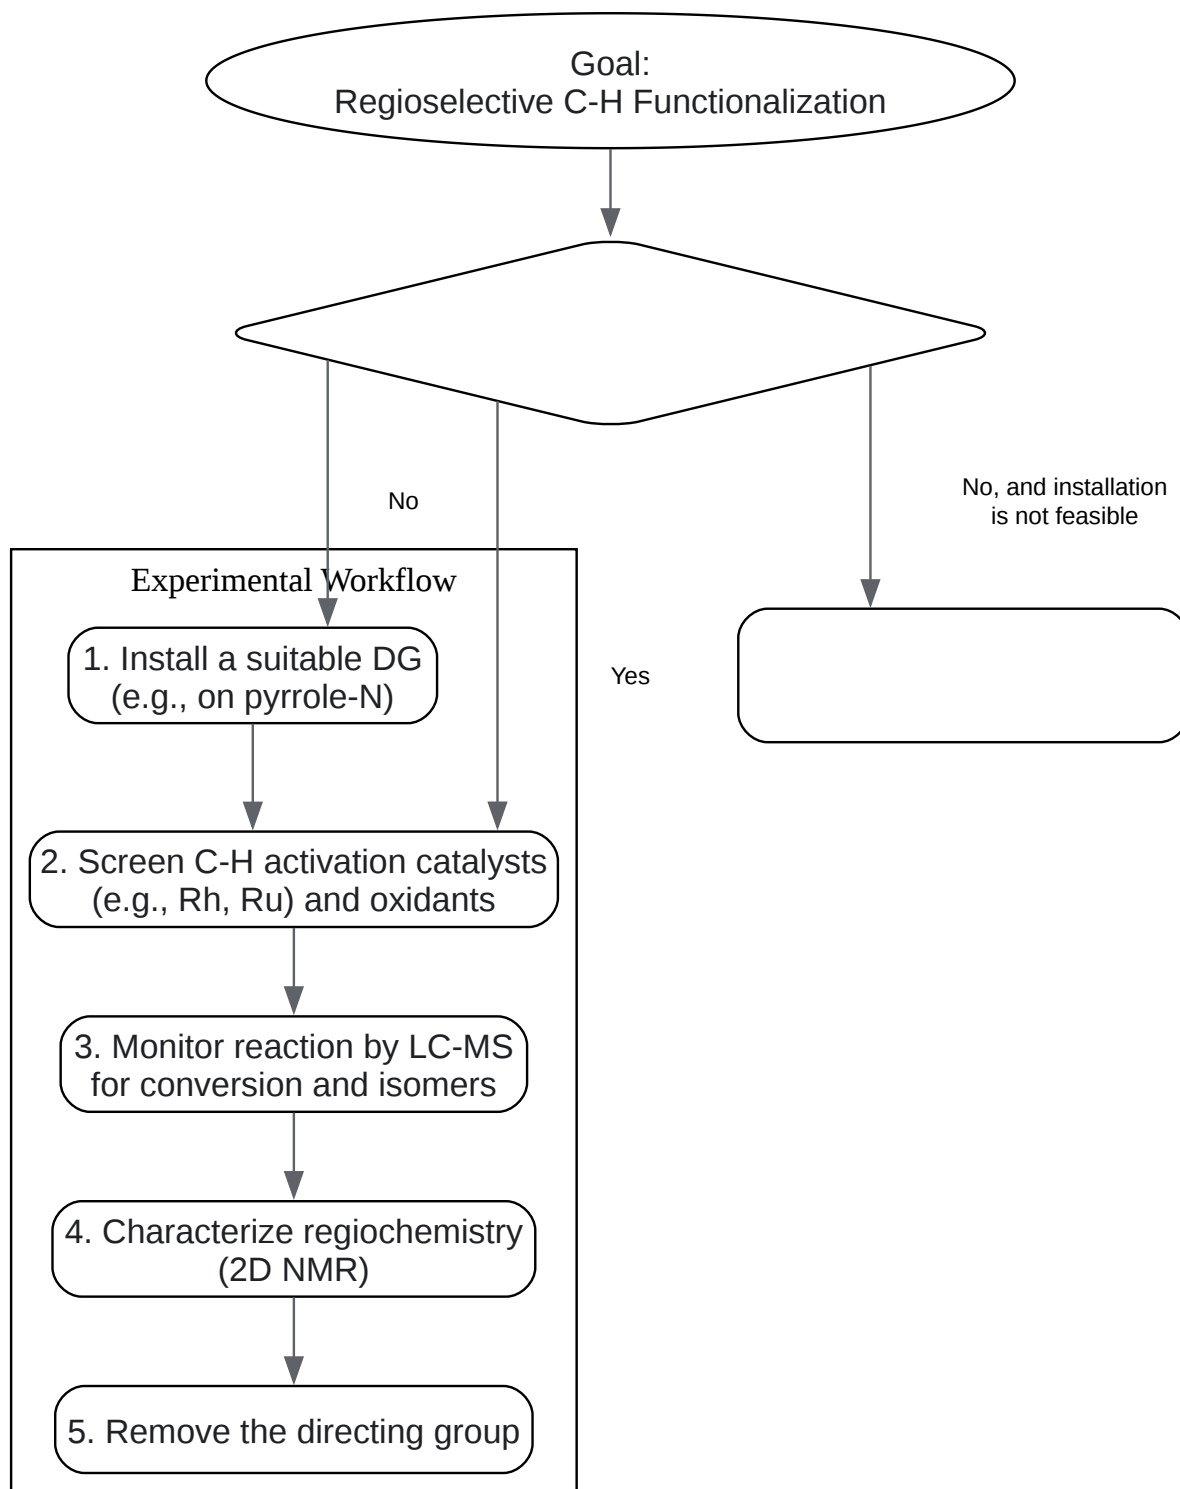 Goal:
Regioselective C-H Functionalization
No
No, and installation
is not feasible
Experimental Workflow
1. Install a suitable DG
(e.g., on pyrrole-N)
Yes
2. Screen C-H activation catalysts
(e.g., Rh, Ru) and oxidants
3. Monitor reaction by LC-MS
for conversion and isomers
4. Characterize regiochemistry
(2D NMR)
5. Remove the directing group